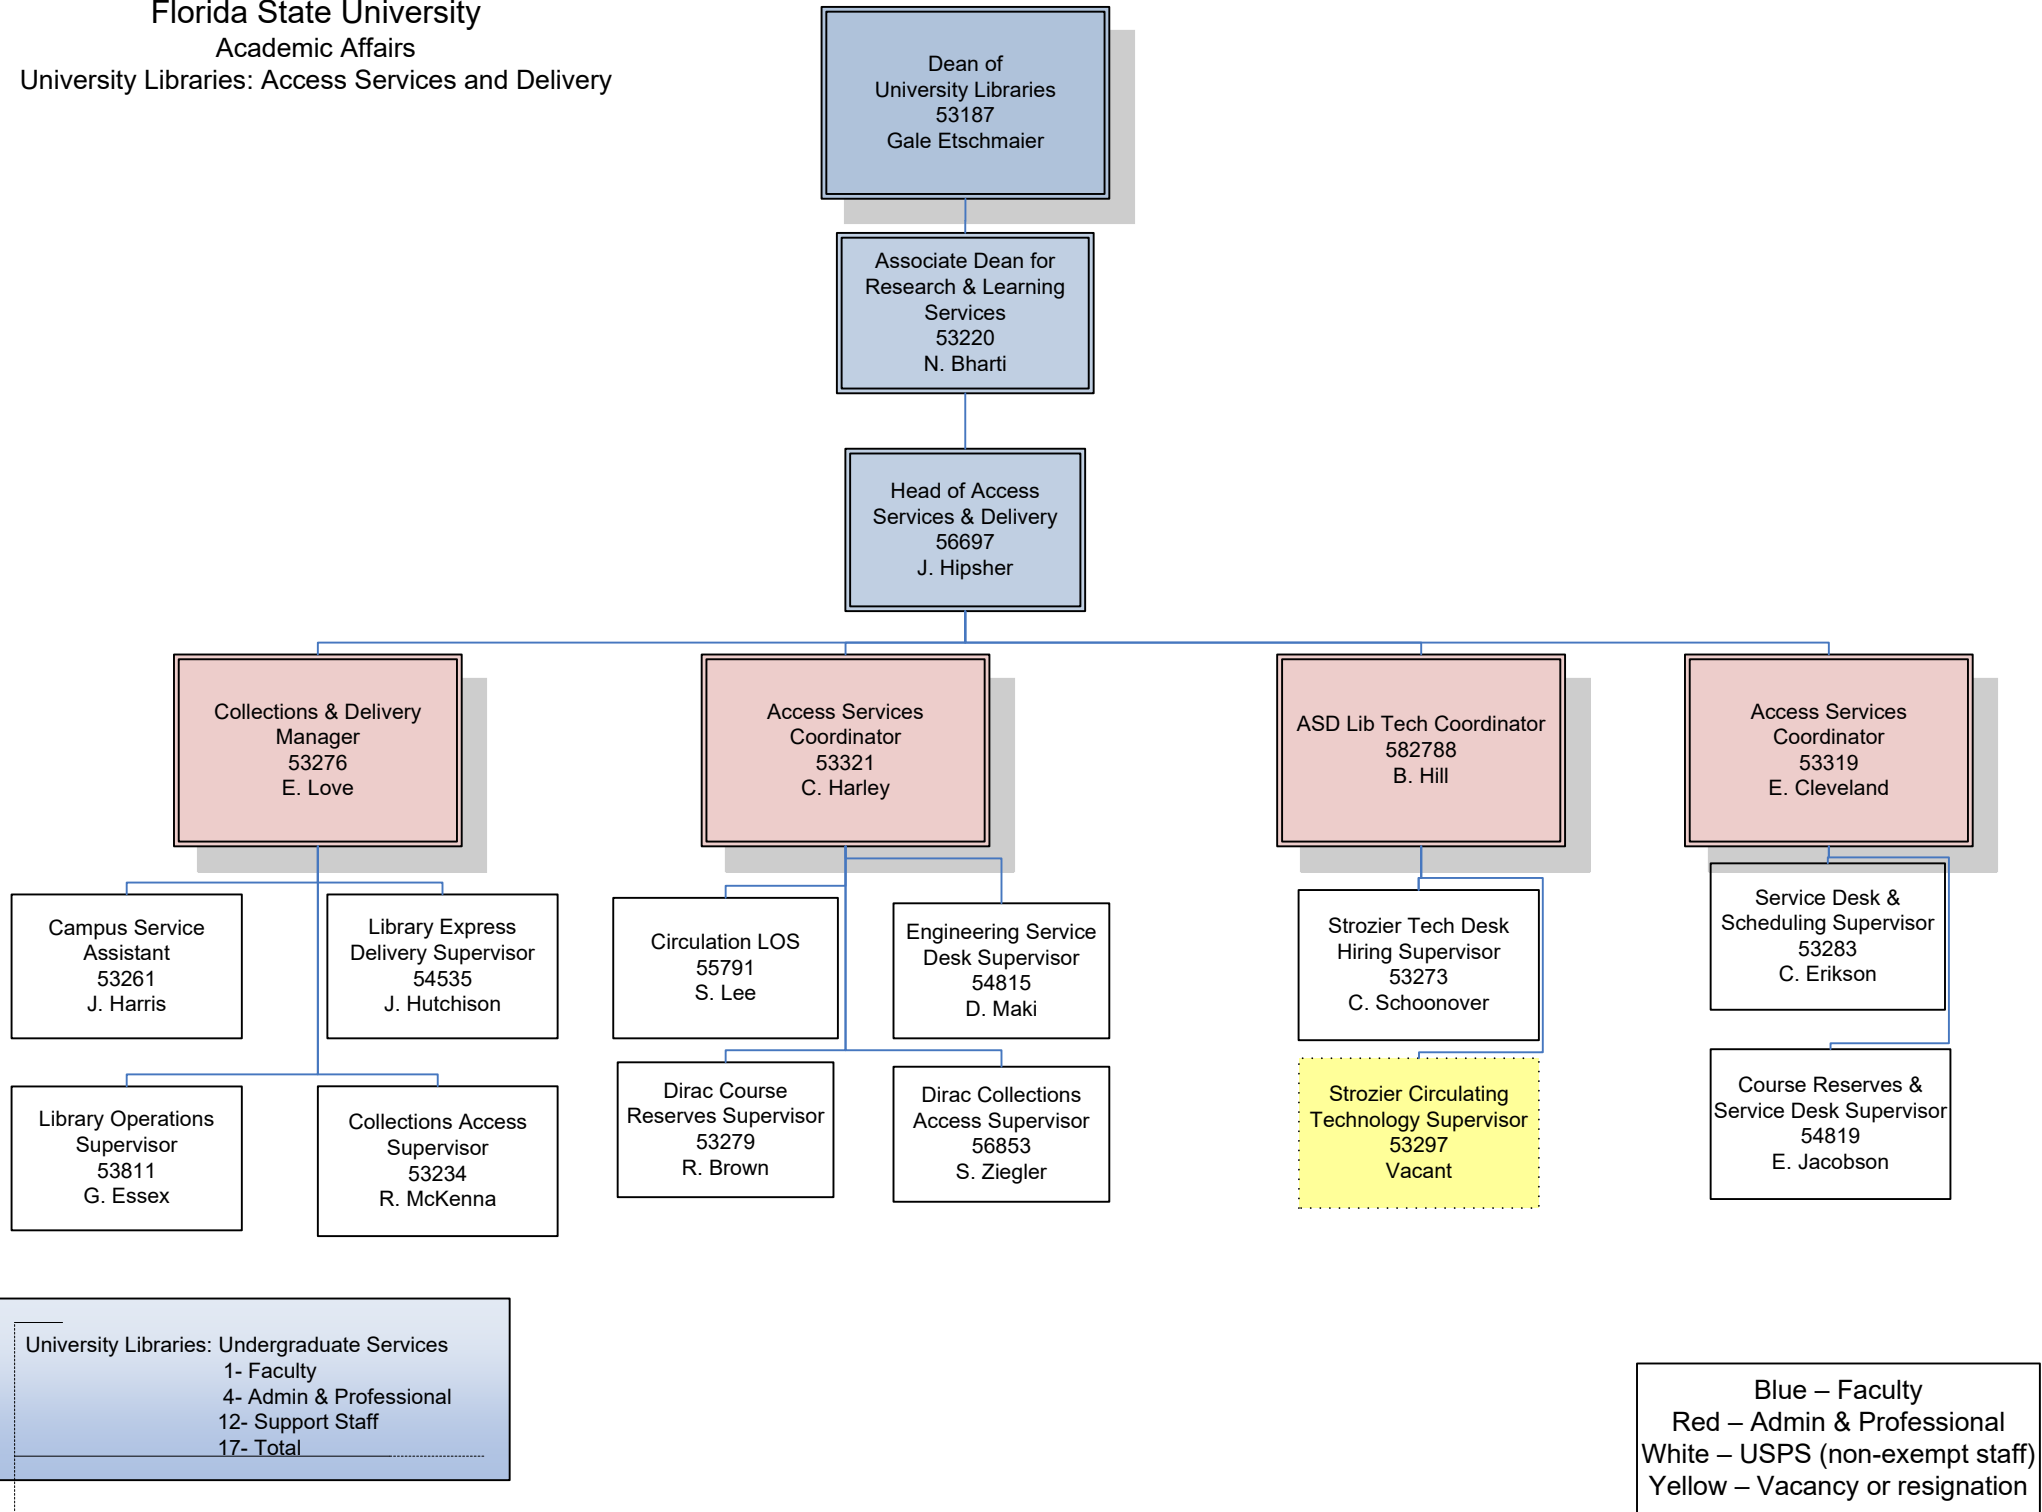 Florida State University
Academic Affairs
University Libraries: Access Services and Delivery
Dean of
University Libraries
53187
Gale Etschmaier
Associate Dean for
Research & Learning
Services
53220
N. Bharti
Head of Access
Services & Delivery
56697
J. Hipsher
Collections & Delivery
Manager
53276
E. Love
Access Services
Coordinator
53321
C. Harley
ASD Lib Tech Coordinator
582788
B. Hill
Access Services
Coordinator
53319
E. Cleveland
Campus Service
Assistant
53261
J. Harris
Library Express
Delivery Supervisor
54535
J. Hutchison
Circulation LOS
55791
S. Lee
Engineering Service
Desk Supervisor
54815
D. Maki
Strozier Tech Desk
Hiring Supervisor
53273
C. Schoonover
Service Desk &
Scheduling Supervisor
53283
C. Erikson
Library Operations
Supervisor
53811
G. Essex
Collections Access
Supervisor
53234
R. McKenna
Dirac Course
Reserves Supervisor
53279
R. Brown
Dirac Collections
Access Supervisor
56853
S. Ziegler
Strozier Circulating
Technology Supervisor
53297
Vacant
Course Reserves &
Service Desk Supervisor
54819
E. Jacobson
University Libraries: Undergraduate Services
1- Faculty
4- Admin & Professional
12- Support Staff
17- Total
Blue – Faculty
Red – Admin & Professional
White – USPS (non-exempt staff)
Yellow – Vacancy or resignation